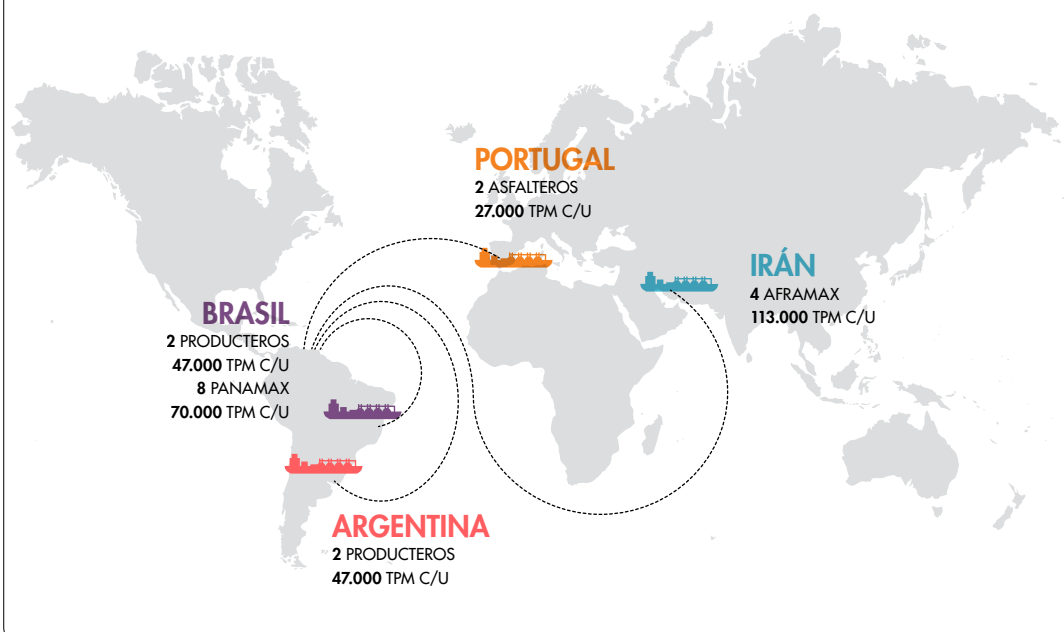 PORTUGAL
2 ASFALTEROS
27.000 TPM C/U
IRÁN
4 AFRAMAX
113.000 TPM C/U
BRASIL
2 PRODUCTEROS
47.000 TPM C/U
8 PANAMAX
70.000 TPM C/U
ARGENTINA
2 PRODUCTEROS
47.000 TPM C/U